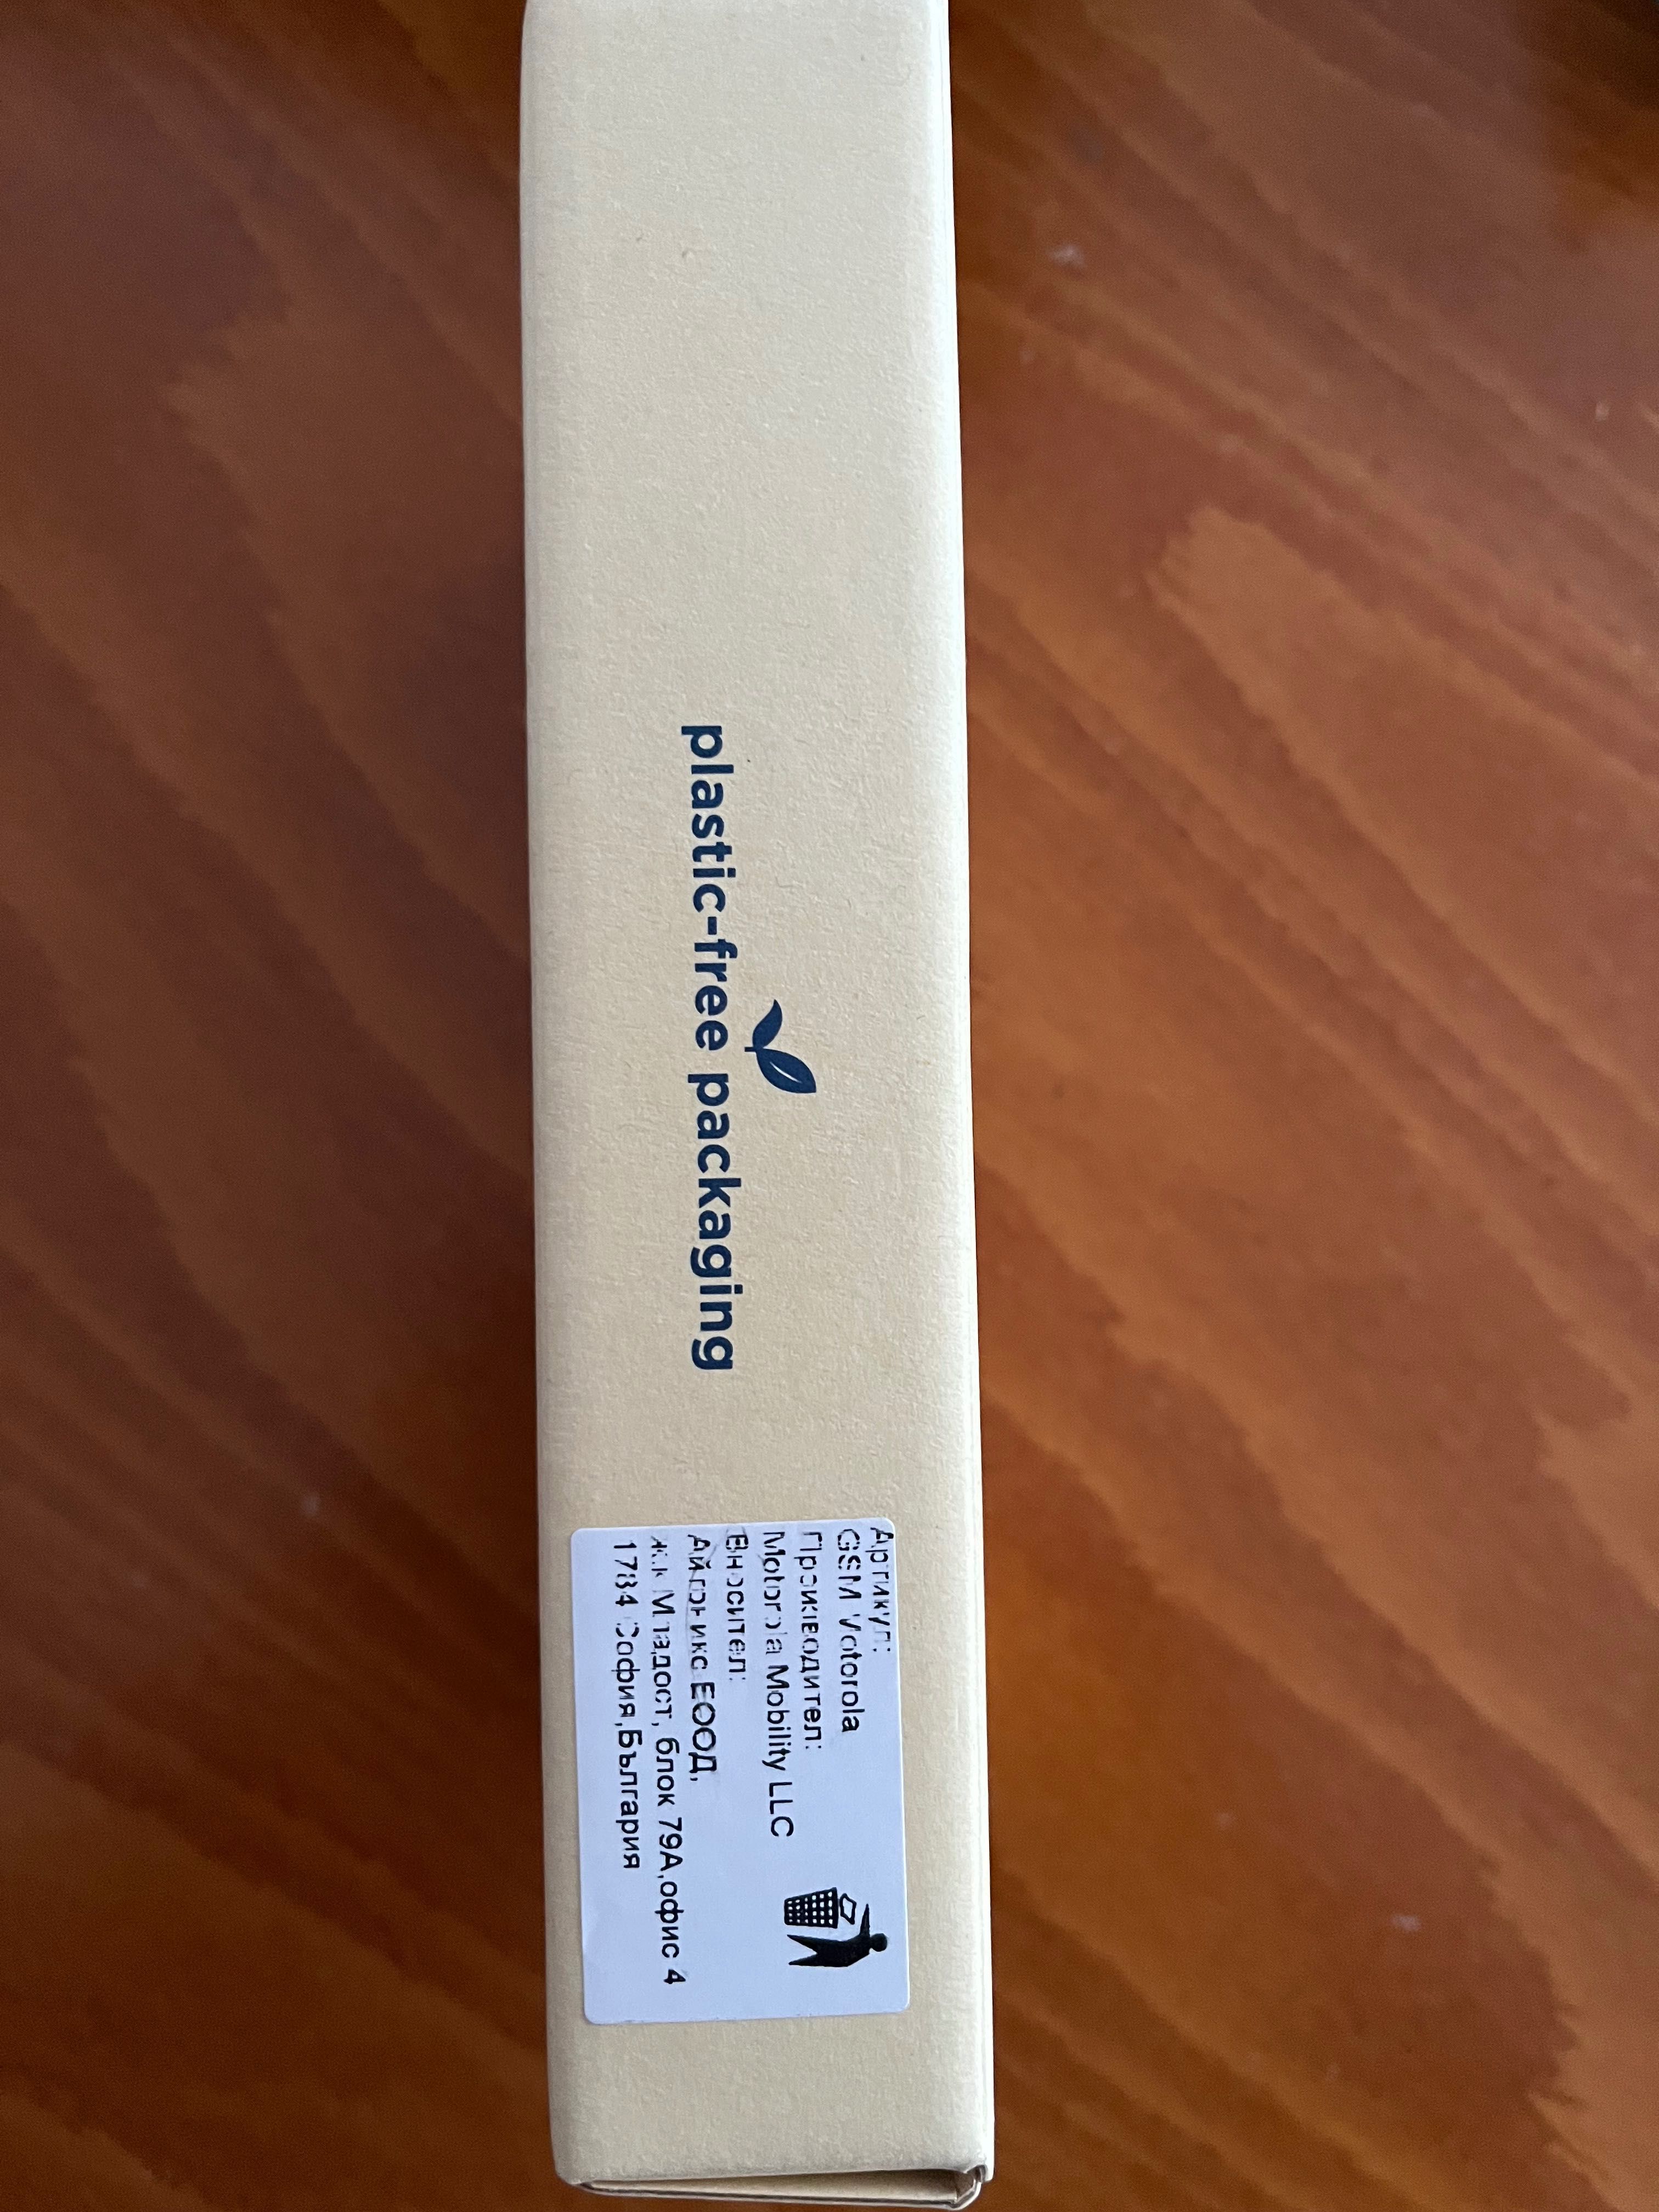 plastic-free packaging
Артикул:
GSM Motorola
Производител:
Motorola Mobility LLC
Вносител:
ЕООД,
ж.к Младост, блок 79А,офис 4
1784 София,България